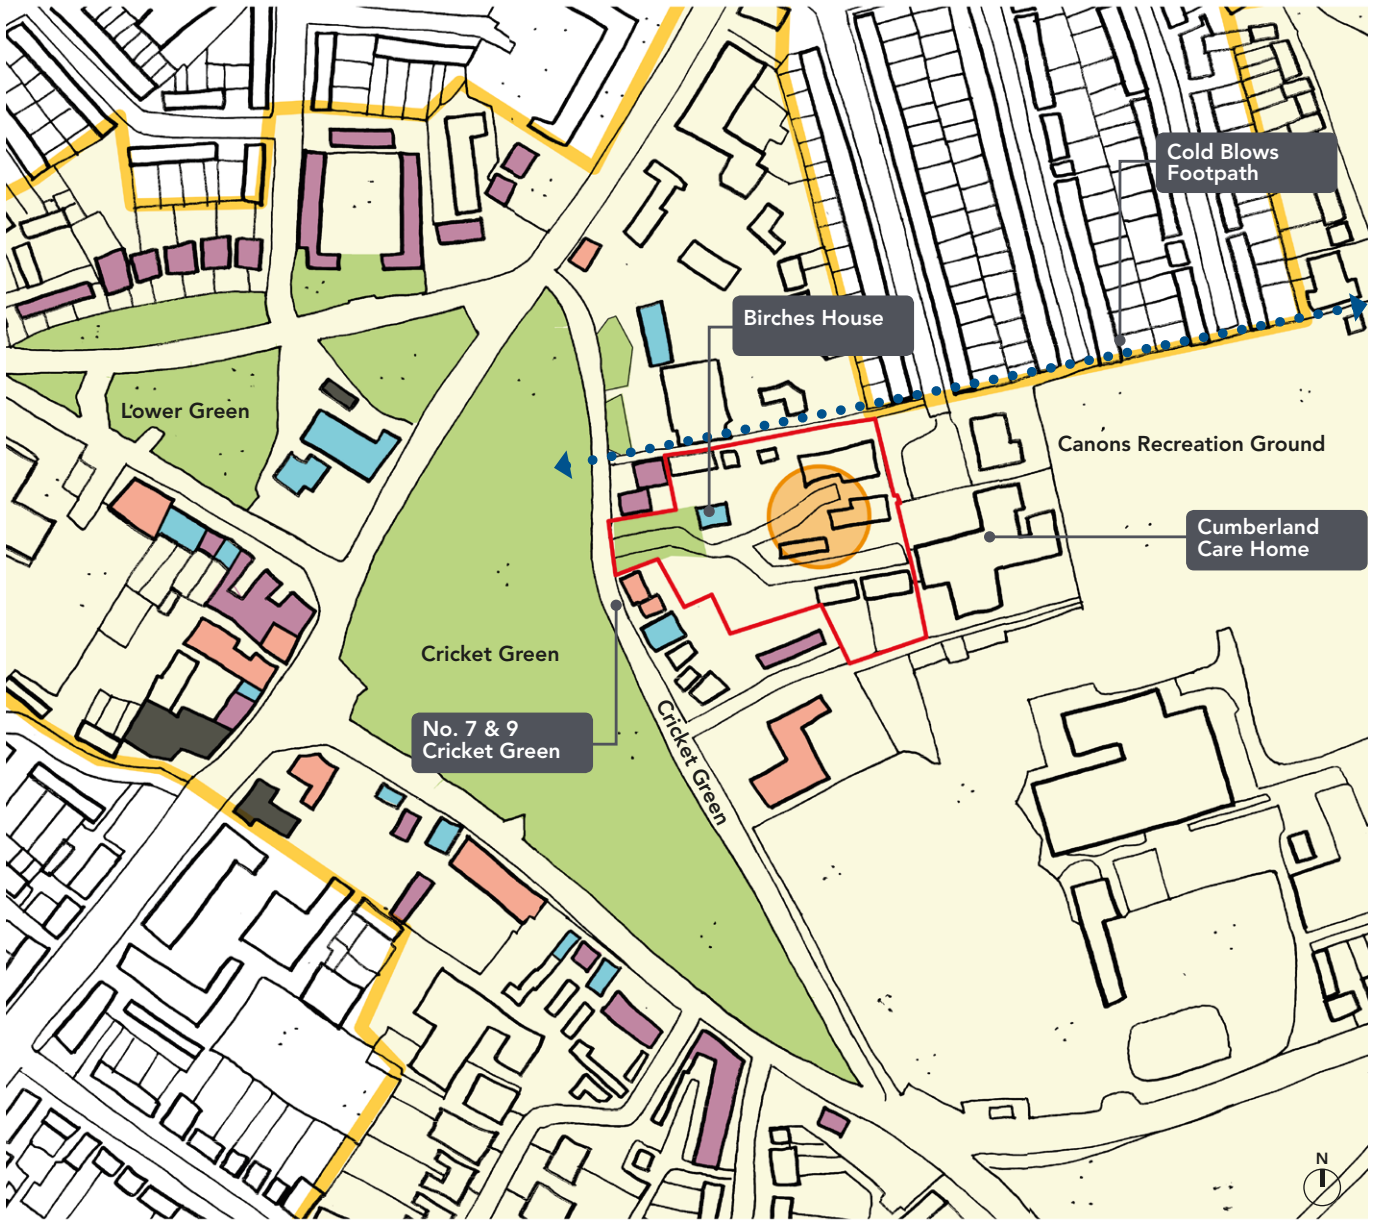 Cold Blows
Footpath
Birches House
Lower Green
Canons Recreation Ground
Cumberland
Care Home
Cricket Green
No. 7 & 9
Cricket Green
Cricket Green
N